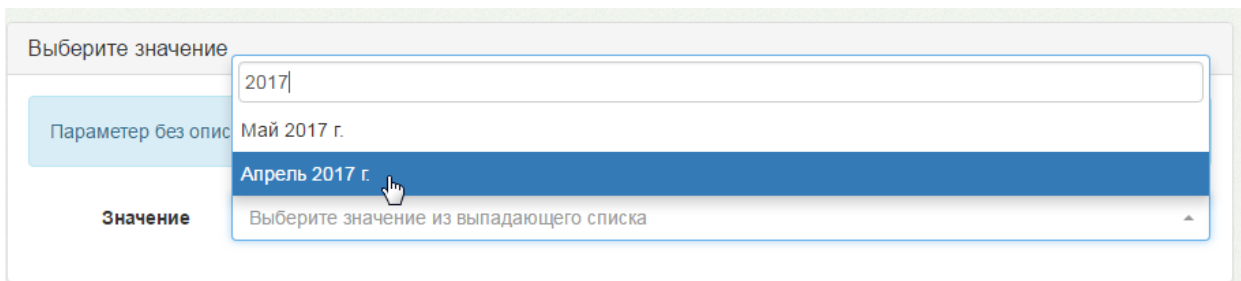 Выберите значение
2017
Параметр без опис
Май 2017 г.
Апрель 2017 г.
Значение
Выберите значение из выпадающего списка